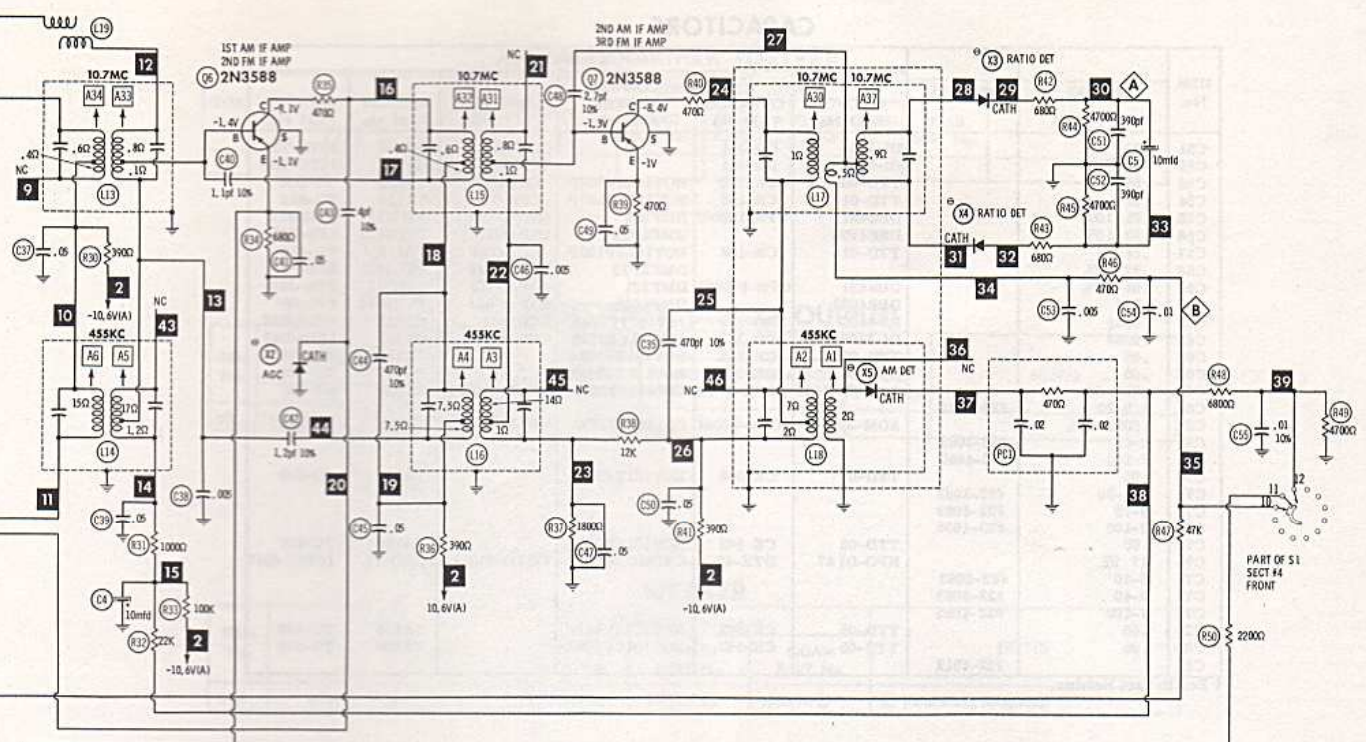 L19
12
1ST AM IF AMP
2ND FM IF AMP
Q6 2N3588
10.7MC
A34 A33
.6Ω
.8Ω
.4Ω
.1Ω
NC
9
L13
-1,4V
B
C
-8,1V
S
E
-1,1V
C40
1,1pf 10%
R35
470Ω
16
17
C43
4pf
10%
R34
680Ω
C41
.05
NC
21
10.7MC
A32 A31
.4Ω
.6Ω
.8Ω
.1Ω
L15
2ND AM IF AMP
3RD FM IF AMP
27
C48
2,7pf
10%
Q7 2N3588
-1,3V
B
C
-8,4V
S
E
-1V
R40
470Ω
24
R39
470Ω
C49
.05
10.7MC 10.7MC
A30
A37
1Ω
.9Ω
.5Ω
L17
X3 RATIO DET
28
29
CATH
R42
680Ω
30
A
R44
4700Ω
390pf
C51
C5
10mfd
C52
390pf
R45
4700Ω
X4 RATIO DET
CATH
31
32
R43
680Ω
33
C37
.05
R30
390Ω
2
-10,6V(A)
10
NC
43
13
18
22
C46
.005
25
34
R46
470Ω
C53
.005
C54
.01
B
455KC
A6 A5
15Ω
17Ω
1,2Ω
L14
X2
AGC
CATH
C44
470pf
10%
455KC
A4 A3
7,5Ω
7,5Ω
14Ω
1Ω
L16
45
NC
C35
470pf 10%
46
NC
455KC
A2 A1
7Ω
2Ω
2Ω
L18
X5 AM DET
CATH
36
NC
37
470Ω
.02
.02
PC1
R48
6800Ω
39
C55
.01
10%
R49
4700Ω
C42
1,2pf 10%
44
R38
12K
26
11
14
C38
.005
20
19
23
35
38
C39
.05
R31
1000Ω
C45
.05
R36
390Ω
2
10,6V(A)
R37
1800Ω
C47
.05
C50
.05
R41
390Ω
2
-10,6V(A)
R47
47K
12
11
10
PART OF S1
SECT #4
FRONT
15
C4
10mfd
R33
100K
R32
22K
2
-10,6V(A)
R50
2200Ω